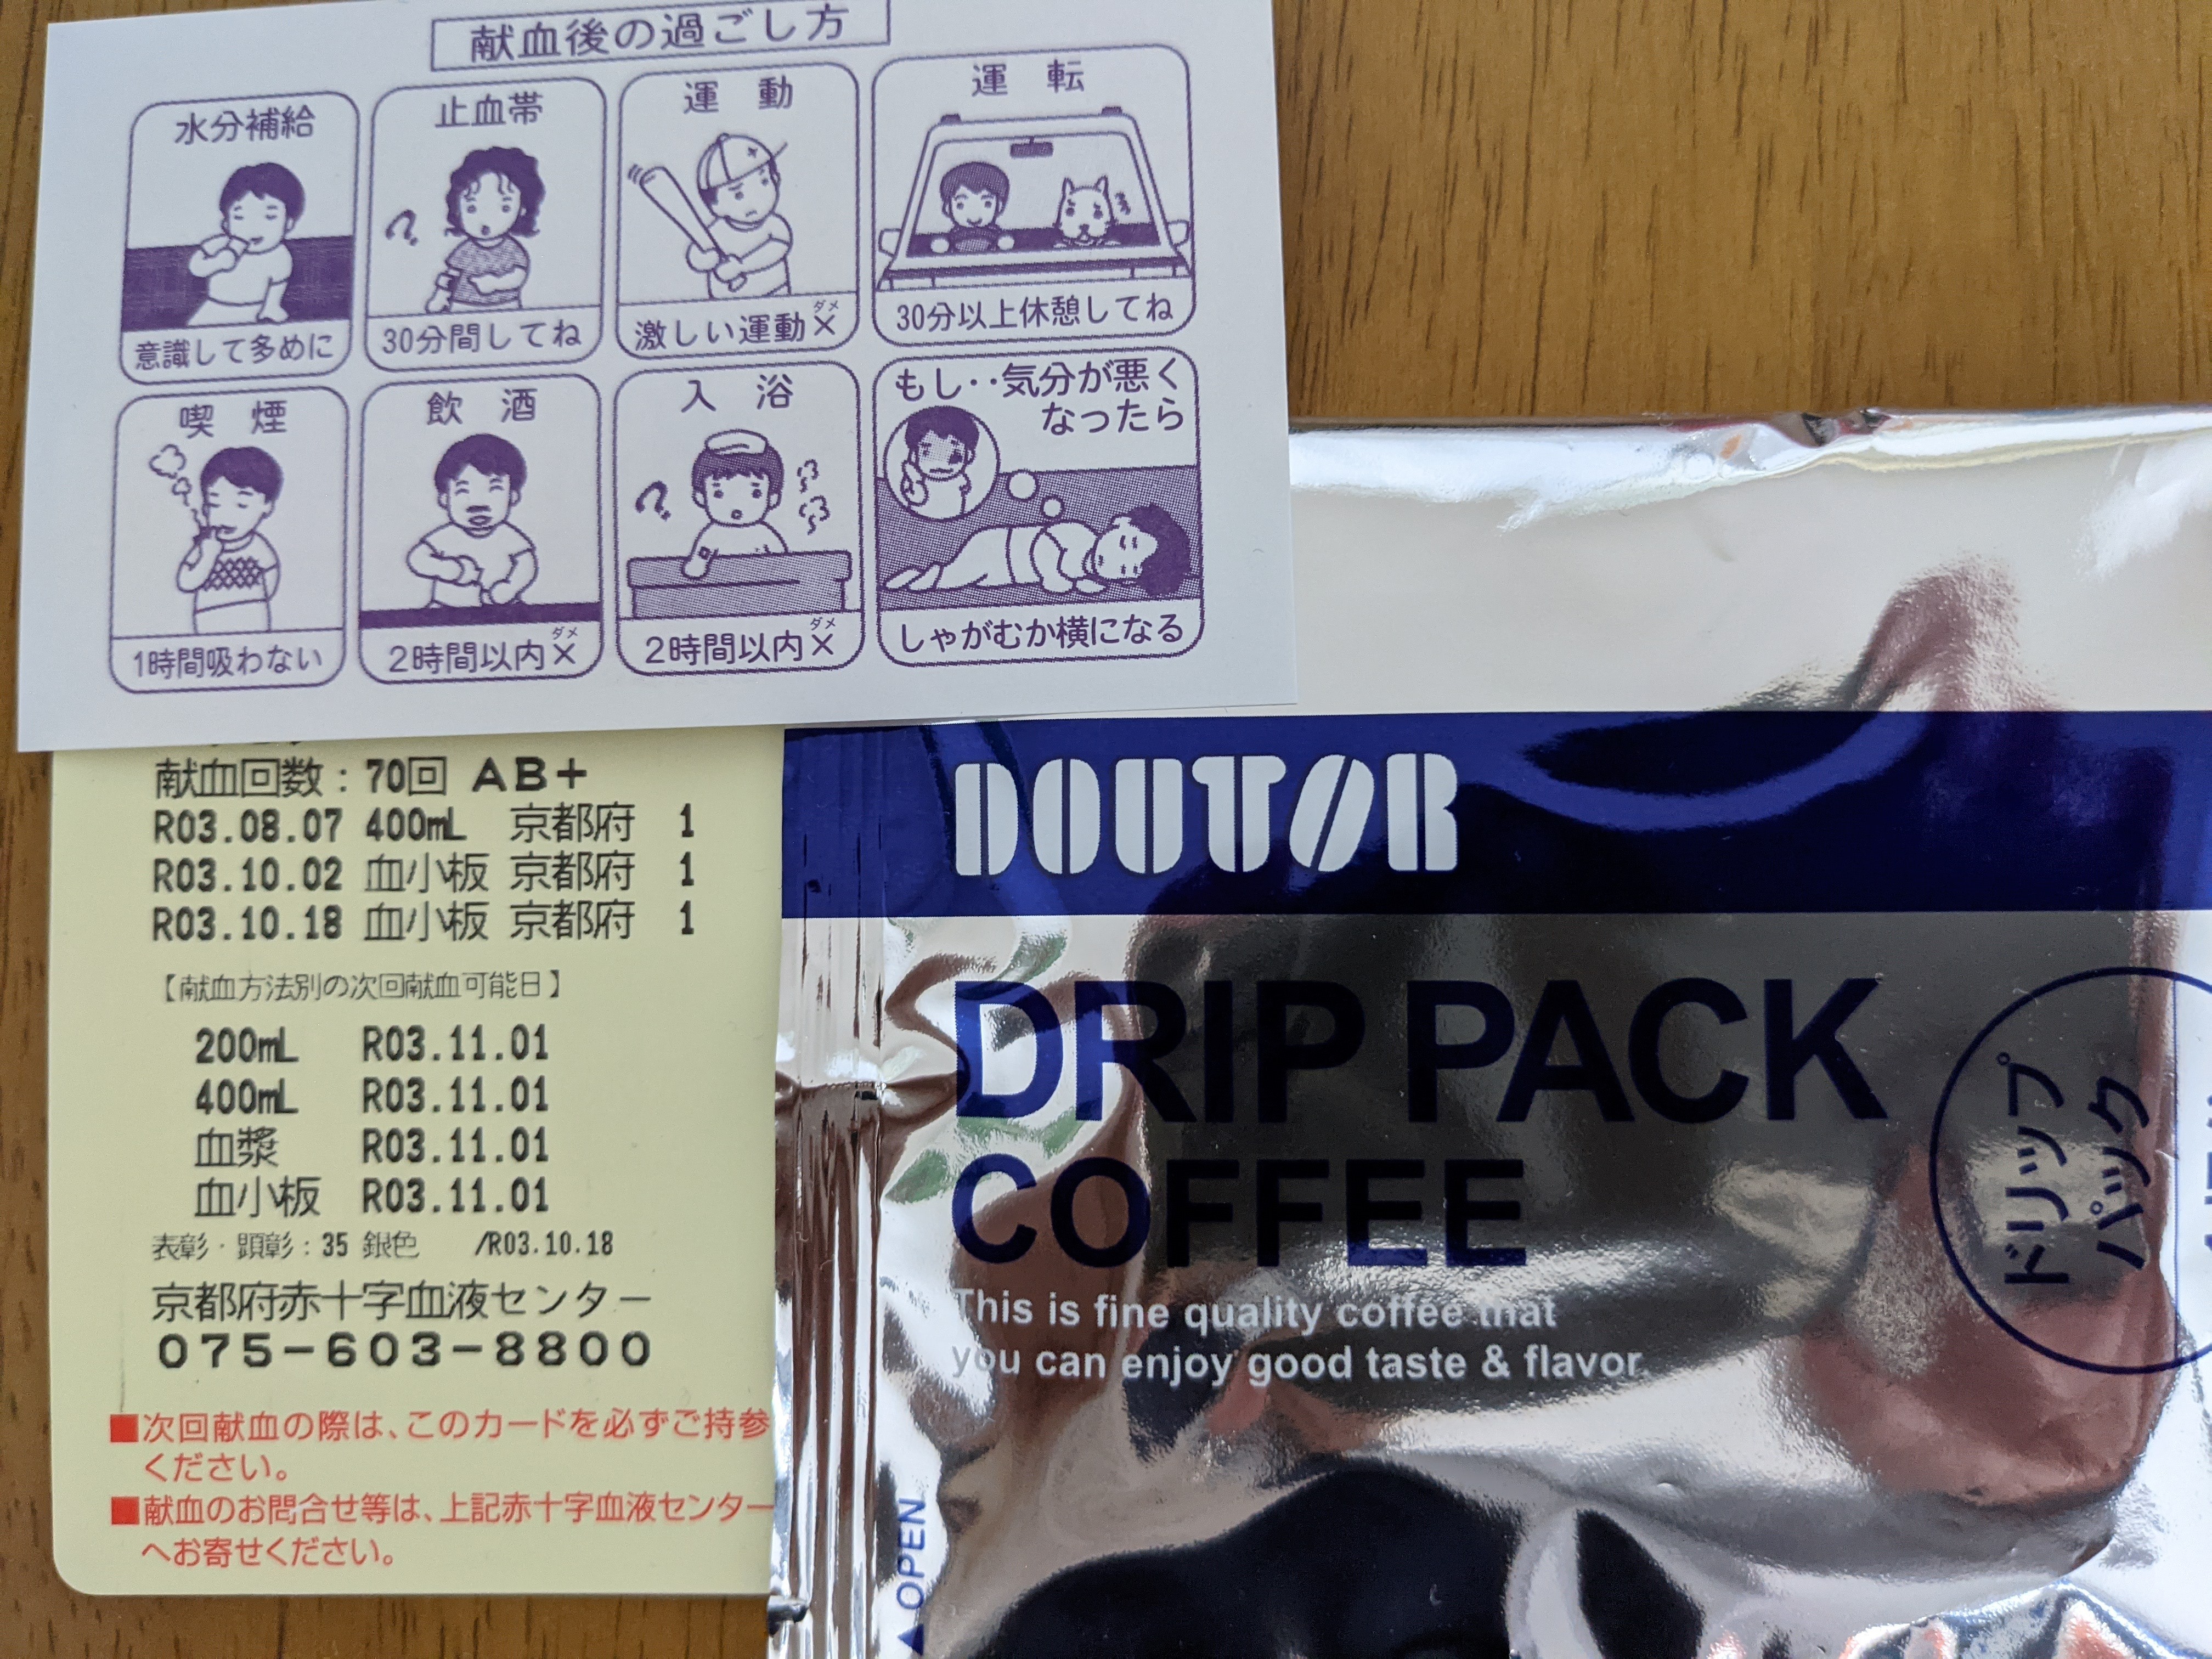 献血後の過ごし方
水分補給
意識して多めに
止血帯
30分間してね
運 動
ダメ
激しい運動×
運 転
30分以上休憩してね
喫 煙
1時間吸わない
飲 酒
ダメ
2時間以内×
入 浴
ダメ
2時間以内×
もし‥気分が悪く
なったら
しゃがむか横になる
献血回数：70回 AB＋
R03.08.07 400mL 京都府 1
R03.10.02 血小板 京都府 1
R03.10.18 血小板 京都府 1
【献血方法別の次回献血可能日】
200mL R03.11.01
400mL R03.11.01
血漿 R03.11.01
血小板 R03.11.01
表彰・顕彰：35 銀色 /R03.10.18
京都府赤十字血液センター
075-603-8800
■次回献血の際は、このカードを必ずご持参
ください。
■献血のお問合せ等は、上記赤十字血液センター
へお寄せください。
DOUTOR
DRIP PACK
COFFEE
This is fine quality coffee that
you can enjoy good taste & flavor.
ドリップ
パック
▲OPEN